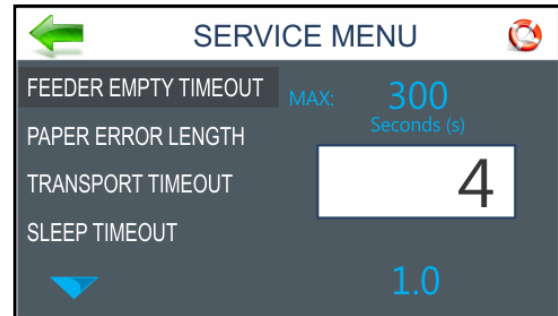 SERVICE MENU
FEEDER EMPTY TIMEOUT
MAX: 300
Seconds (s)
PAPER ERROR LENGTH
TRANSPORT TIMEOUT
4
SLEEP TIMEOUT
1.0